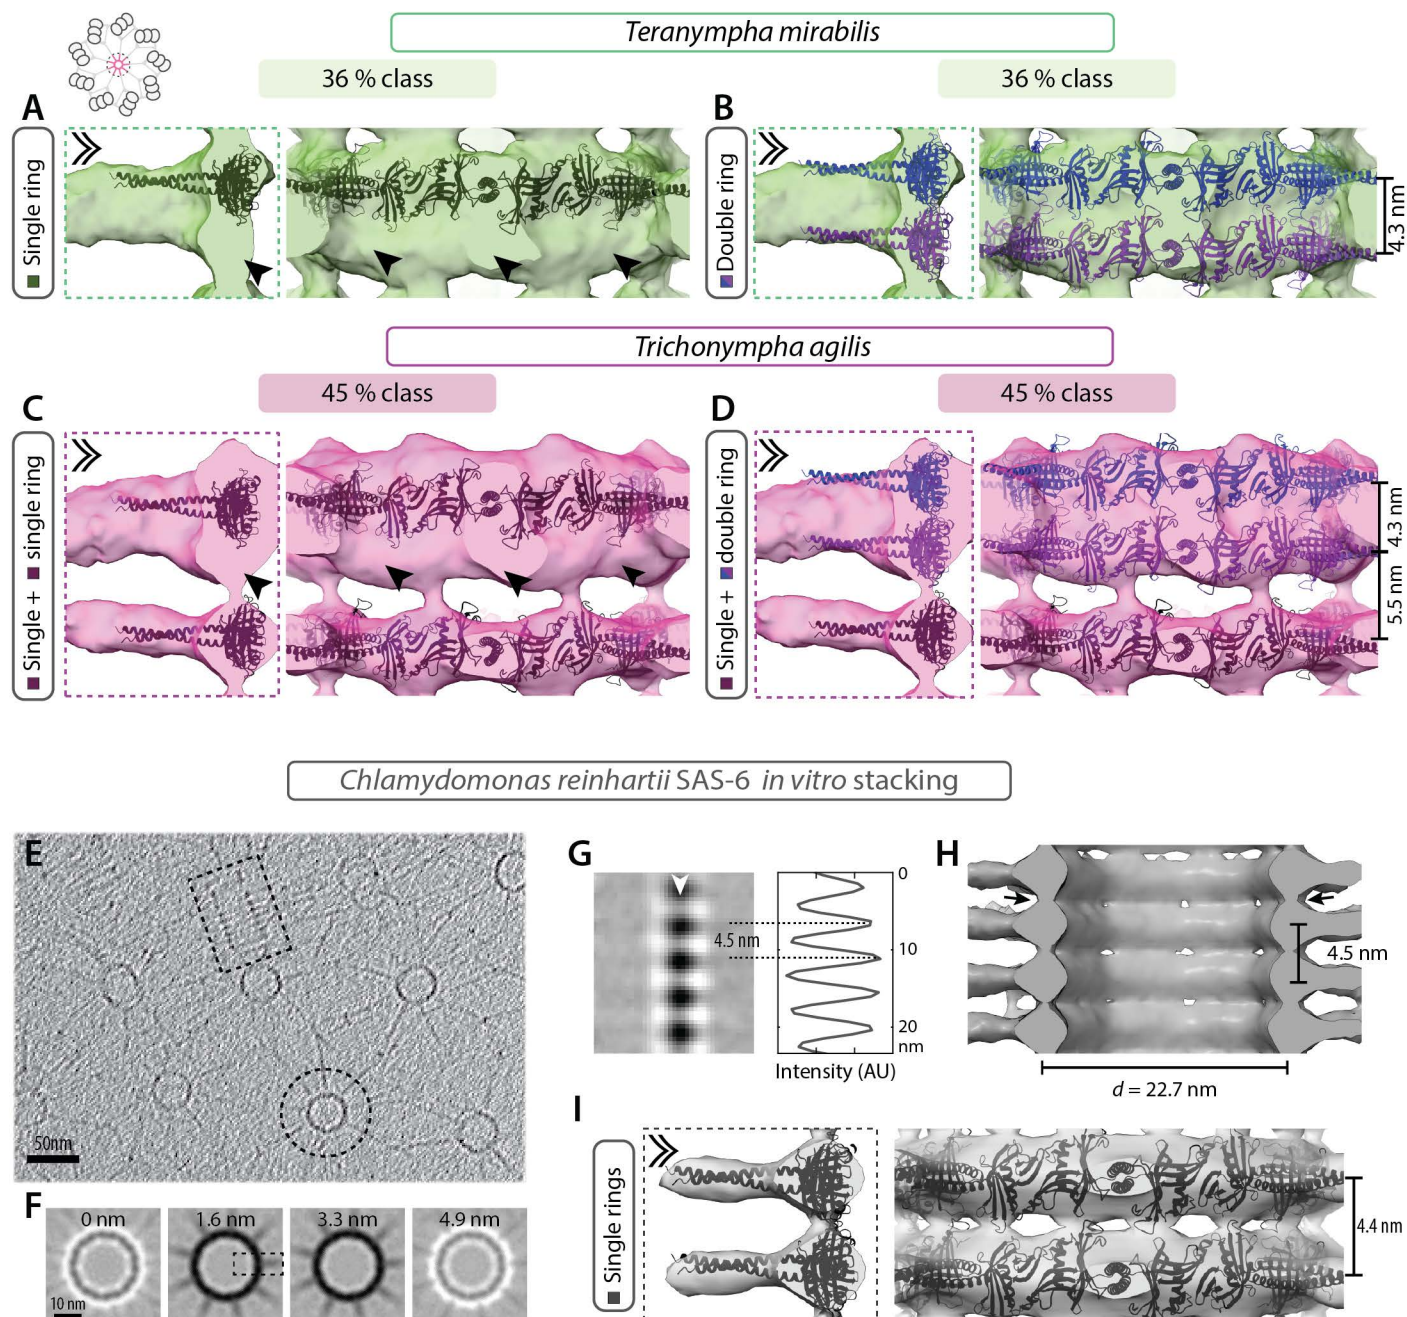 Teranympha mirabilis
36 % class
36 % class
A
B
Single ring
Double ring
4.3 nm
Trichonympha agilis
45 % class
45 % class
C
D
Single + single ring
Single + double ring
4.3 nm
5.5 nm
Chlamydomonas reinhartii SAS-6 in vitro stacking
E
50nm
F
0 nm
1.6 nm
3.3 nm
4.9 nm
10 nm
G
4.5 nm
0
10
20
nm
Intensity (AU)
H
4.5 nm
d = 22.7 nm
I
Single rings
4.4 nm